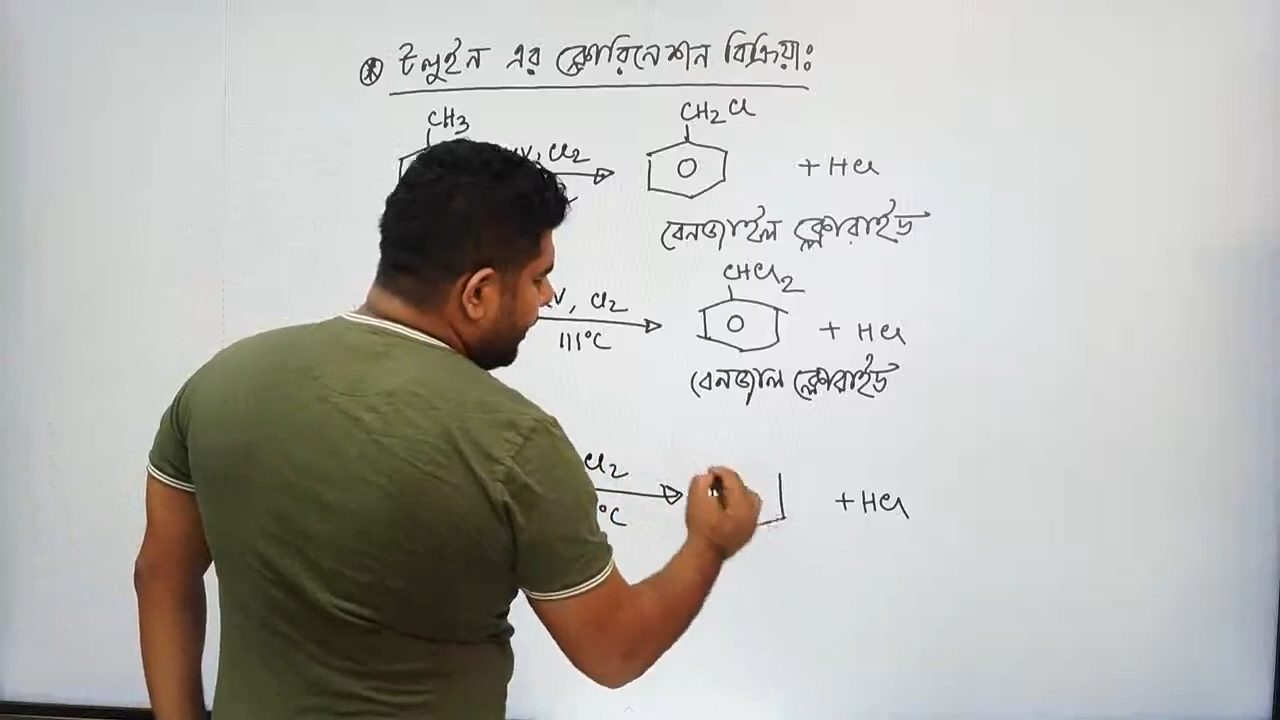 টলুইন এর ক্লোরিনেশন বিক্রিয়াঃ
CH3 CH2Cl
Cl2 + HCl
বেনজাইল ক্লোরাইড
CHCl2
UV, Cl2 + HCl
111°C
বেনজাল ক্লোরাইড
Cl2
+ HCl
°C